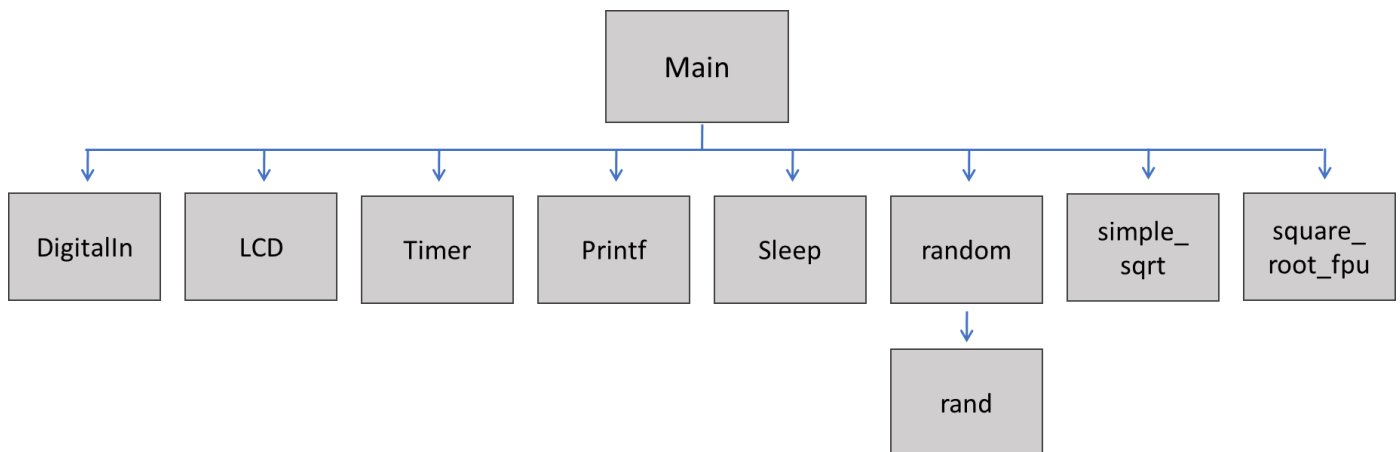 Main
DigitalIn
LCD
Timer
Printf
Sleep
random
simple_
sqrt
square_
root_fpu
rand